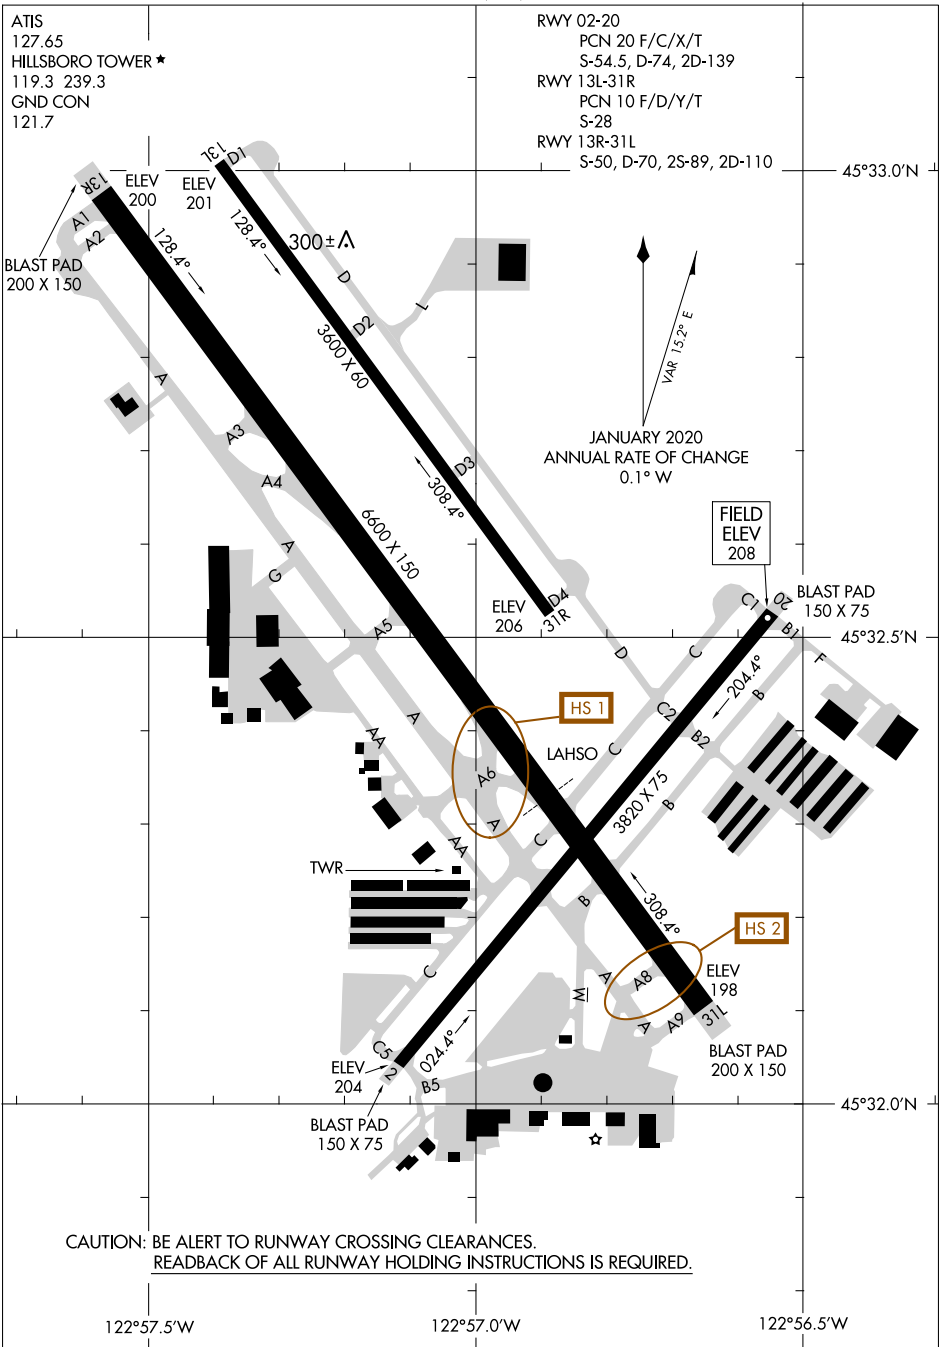 ATIS
127.65
HILLSBORO TOWER ★
119.3 239.3
GND CON
121.7
RWY 02-20
PCN 20 F/C/X/T
S-54.5, D-74, 2D-139
RWY 13L-31R
PCN 10 F/D/Y/T
S-28
RWY 13R-31L
S-50, D-70, 2S-89, 2D-110
45°33.0'N
13L
D1
13R
ELEV
200
ELEV
201
A1
A2
BLAST PAD
200 X 150
128.4°
128.4°
300±
D
L
D2
3600 X 60
VAR 15.2° E
JANUARY 2020
ANNUAL RATE OF CHANGE
0.1° W
A
A3
A4
D3
308.4°
6600 X 150
FIELD
ELEV
208
A
G
A5
ELEV
206
D4
31R
C1
20
BLAST PAD
150 X 75
B1
F
45°32.5'N
D
C
204.4°
B
HS 1
A
AA
C2
B2
C
LAHSO
A6
3820 X 75
B
A
C
AA
TWR
B
308.4°
HS 2
C
A
A8
ELEV
198
W
A
A9
31L
BLAST PAD
200 X 150
C5
2
024.4°
B5
ELEV
204
BLAST PAD
150 X 75
45°32.0'N
CAUTION: BE ALERT TO RUNWAY CROSSING CLEARANCES.
READBACK OF ALL RUNWAY HOLDING INSTRUCTIONS IS REQUIRED.
122°57.5'W
122°57.0'W
122°56.5'W